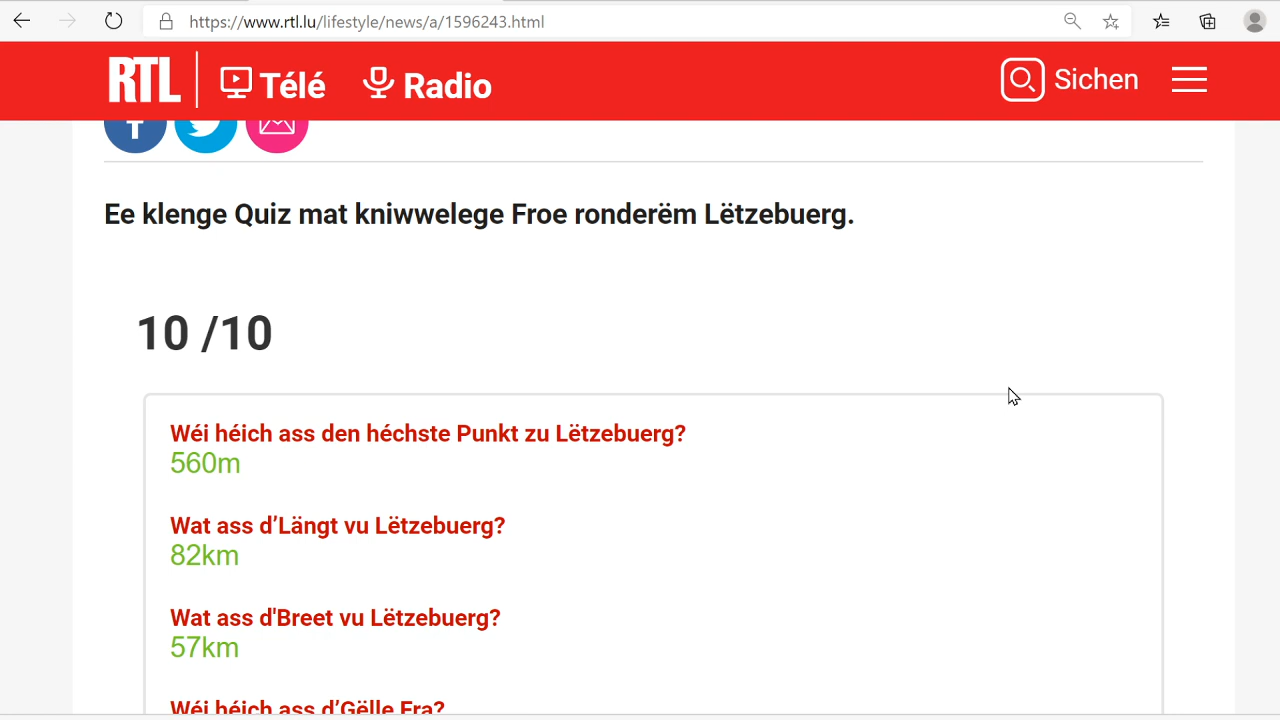 https://www.rtl.lu/lifestyle/news/a/1596243.html
RTL Télé Radio Sichen
Ee klenge Quiz mat kniwwelege Froe ronderëm Lëtzebuerg.
10 /10
Wéi héich ass den héchste Punkt zu Lëtzebuerg?
560m
Wat ass d’Längt vu Lëtzebuerg?
82km
Wat ass d'Breet vu Lëtzebuerg?
57km
Wéi héich ass d’Gëlle Fra?